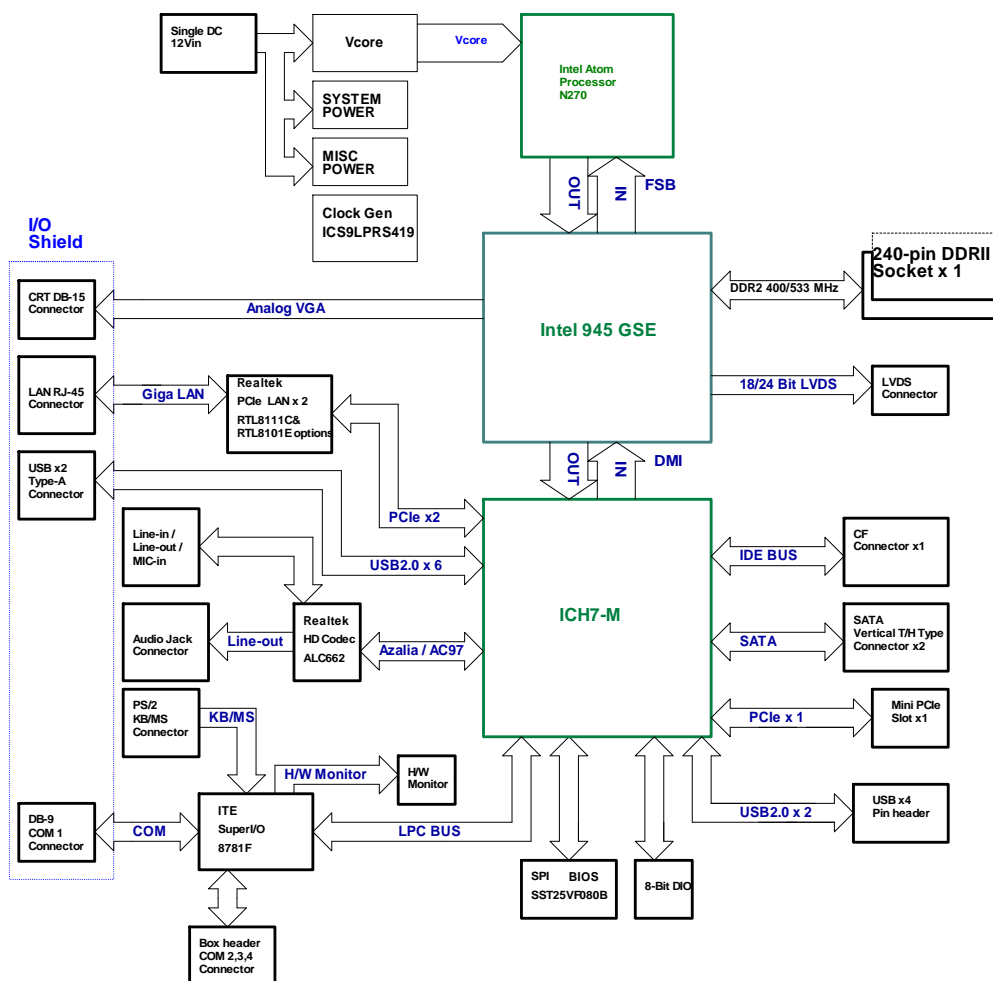 Single DC
12Vin
Vcore
Vcore
Intel Atom
Processor
N270
SYSTEM
POWER
MISC
POWER
Clock Gen
ICS9LPRS419
OUT
IN
FSB
I/O
Shield
CRT DB-15
Connector
Analog VGA
Intel 945 GSE
DDR2 400/533 MHz
240-pin DDRII
Socket x 1
LAN RJ-45
Connector
Giga LAN
Realtek
PCIe LAN x 2
RTL8111C&
RTL8101E options
18/24 Bit LVDS
LVDS
Connector
USB x2
Type-A
Connector
OUT
IN
DMI
PCIe x2
Line-in /
Line-out /
MIC-in
USB2.0 x 6
ICH7-M
IDE BUS
CF
Connector x1
Audio Jack
Connector
Line-out
Realtek
HD Codec
ALC662
Azalia / AC97
SATA
SATA
Vertical T/H Type
Connector x2
PS/2
KB/MS
Connector
KB/MS
PCIe x 1
Mini PCIe
Slot x1
H/W Monitor
H/W
Monitor
DB-9
COM 1
Connector
COM
ITE
SuperI/O
8781F
LPC BUS
USB2.0 x 2
USB x4
Pin header
SPI BIOS
SST25VF080B
8-Bit DIO
Box header
COM 2,3,4
Connector